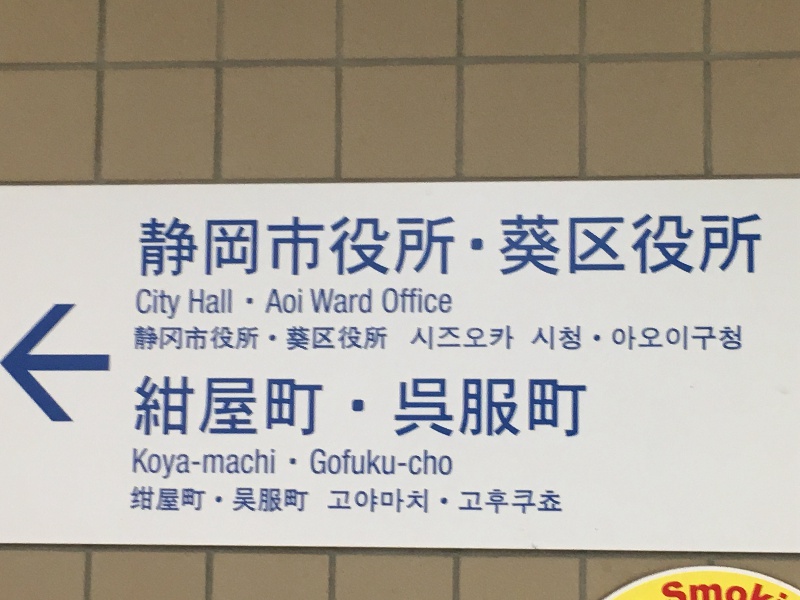 静岡市役所・葵区役所
City Hall・Aoi Ward Office
静冈市役所・葵区役所 시즈오카 시청・아오이구청
紺屋町・呉服町
Koya-machi・Gofuku-cho
绀屋町・吴服町 고야마치・고후쿠쵸